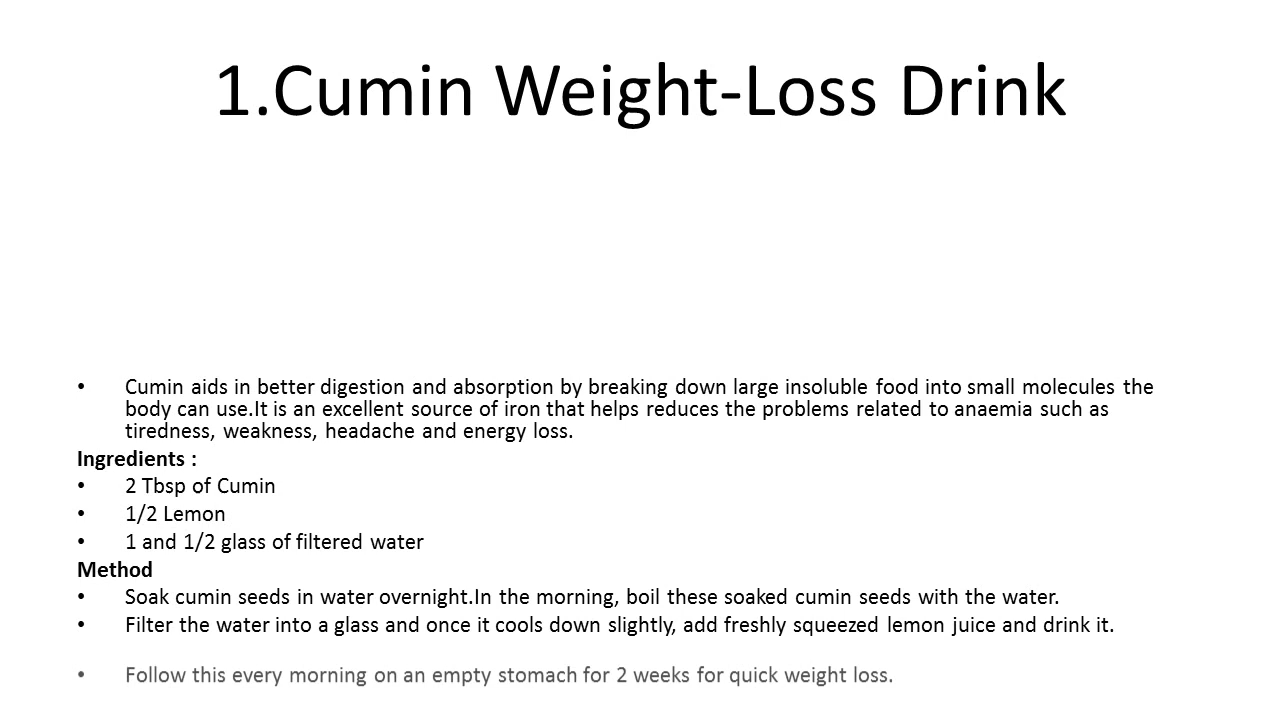 1.Cumin Weight-Loss Drink
• Cumin aids in better digestion and absorption by breaking down large insoluble food into small molecules the
body can use.It is an excellent source of iron that helps reduces the problems related to anaemia such as
tiredness, weakness, headache and energy loss.
Ingredients :
• 2 Tbsp of Cumin
• 1/2 Lemon
• 1 and 1/2 glass of filtered water
Method
• Soak cumin seeds in water overnight.In the morning, boil these soaked cumin seeds with the water.
• Filter the water into a glass and once it cools down slightly, add freshly squeezed lemon juice and drink it.
• Follow this every morning on an empty stomach for 2 weeks for quick weight loss.